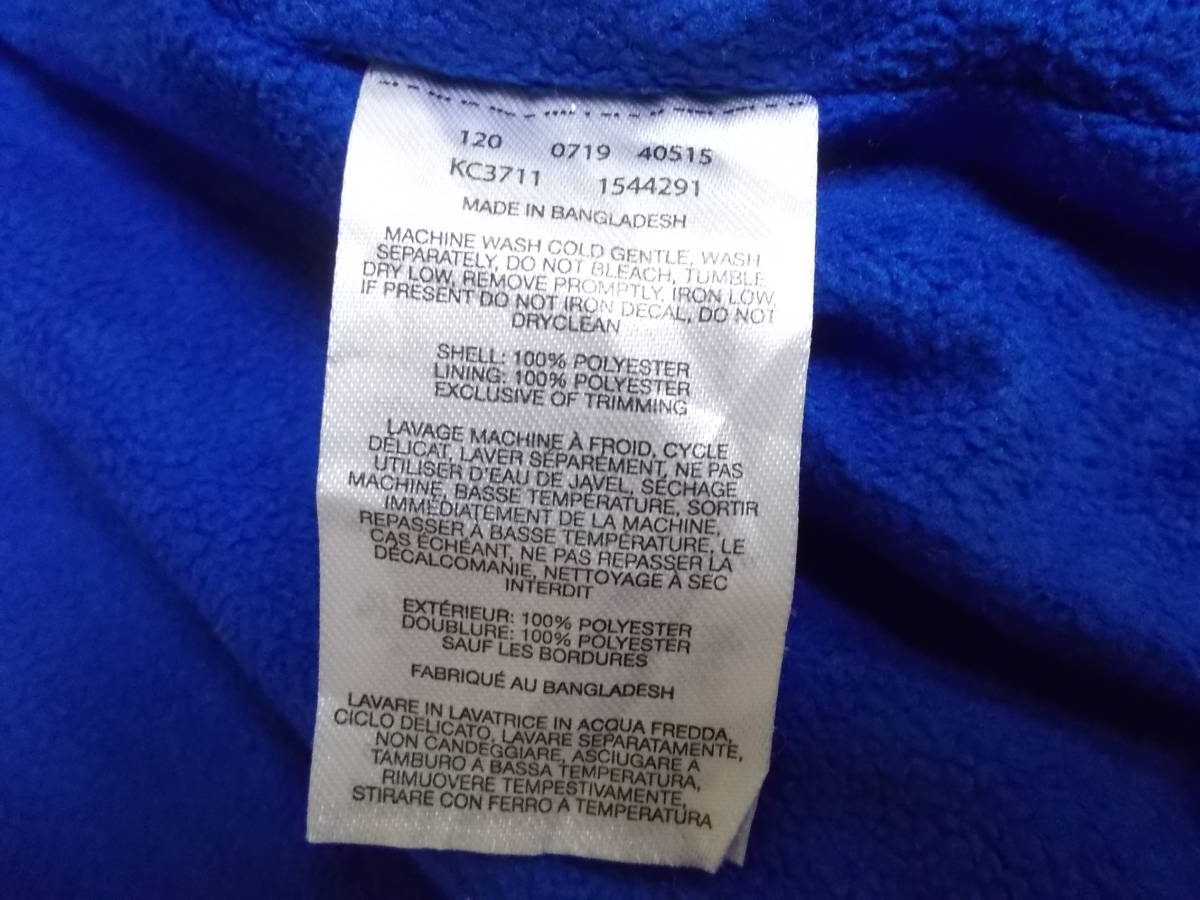 120 0719 40515
KC3711 1544291
MADE IN BANGLADESH
MACHINE WASH COLD GENTLE, WASH
SEPARATELY, DO NOT BLEACH, TUMBLE
DRY LOW, REMOVE PROMPTLY, IRON LOW,
IF PRESENT DO NOT IRON DECAL, DO NOT
DRYCLEAN
SHELL: 100% POLYESTER
LINING: 100% POLYESTER
EXCLUSIVE OF TRIMMING
LAVAGE MACHINE À FROID, CYCLE
DÉLICAT, LAVER SÉPARÉMENT, NE PAS
UTILISER D'EAU DE JAVEL, SÉCHAGE
MACHINE, BASSE TEMPÉRATURE, SORTIR
IMMÉDIATEMENT DE LA MACHINE,
REPASSER À BASSE TEMPÉRATURE, LE
CAS ÉCHÉANT, NE PAS REPASSER LA
DÉCALCOMANIE, NETTOYAGE À SEC
INTERDIT
EXTÉRIEUR: 100% POLYESTER
DOUBLURE: 100% POLYESTER
SAUF LES BORDURES
FABRIQUÉ AU BANGLADESH
LAVARE IN LAVATRICE IN ACQUA FREDDA,
CICLO DELICATO, LAVARE SEPARATAMENTE,
NON CANDEGGIARE, ASCIUGARE A
TAMBURO A BASSA TEMPERATURA,
RIMUOVERE TEMPESTIVAMENTE,
STIRARE CON FERRO A TEMPERATURA